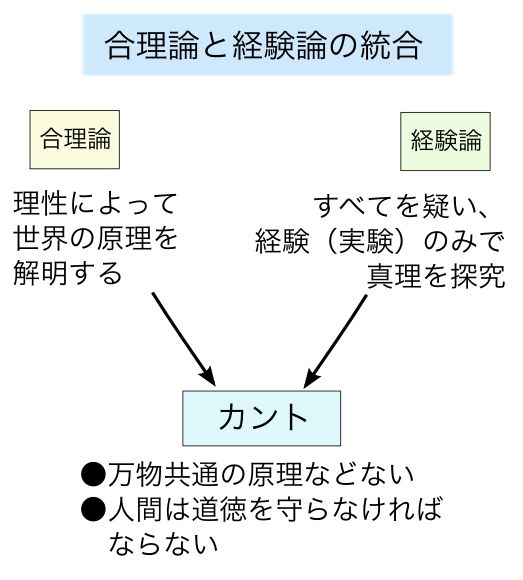 合理論と経験論の統合
合理論
理性によって
世界の原理を
解明する
経験論
すべてを疑い、
経験（実験）のみで
真理を探究
カント
●万物共通の原理などない
●人間は道徳を守らなければ
ならない